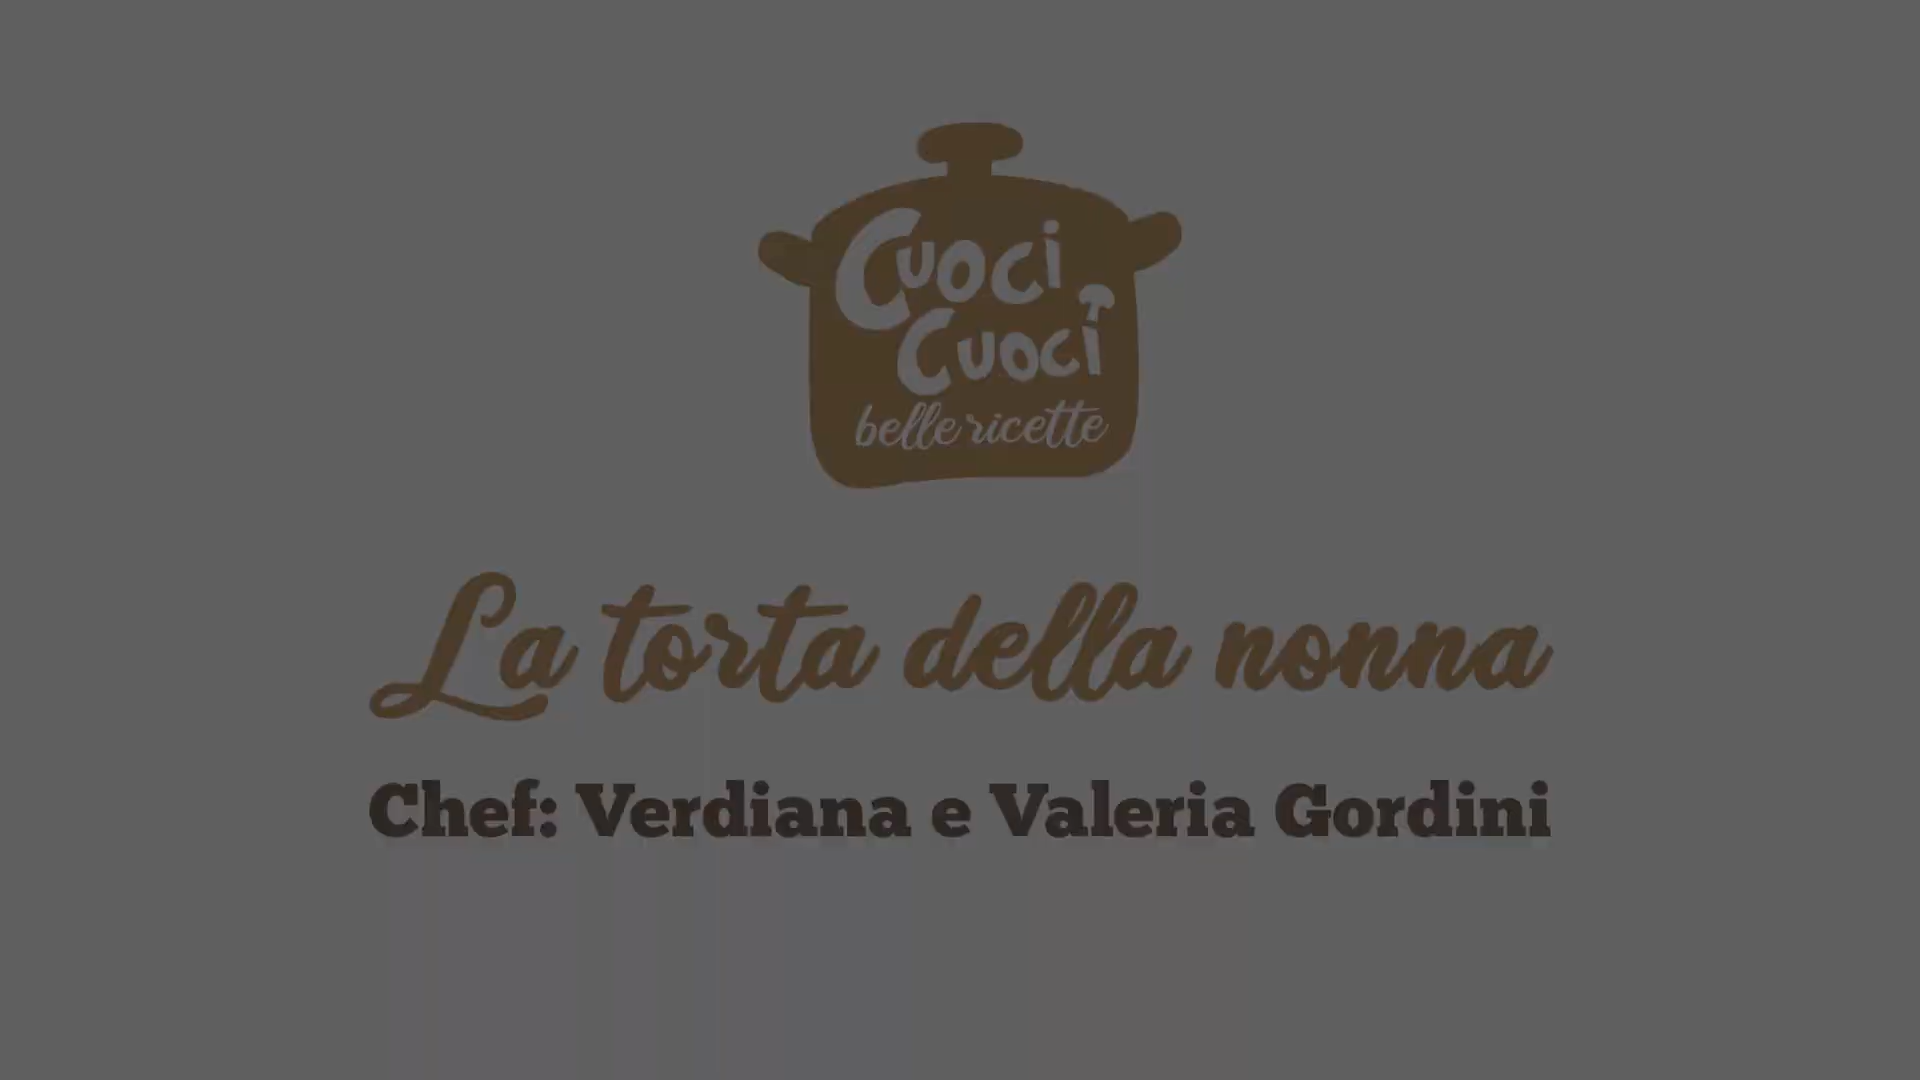 Cuoci
Cuoci
belle ricette
La torta della nonna
Chef: Verdiana e Valeria Gordini